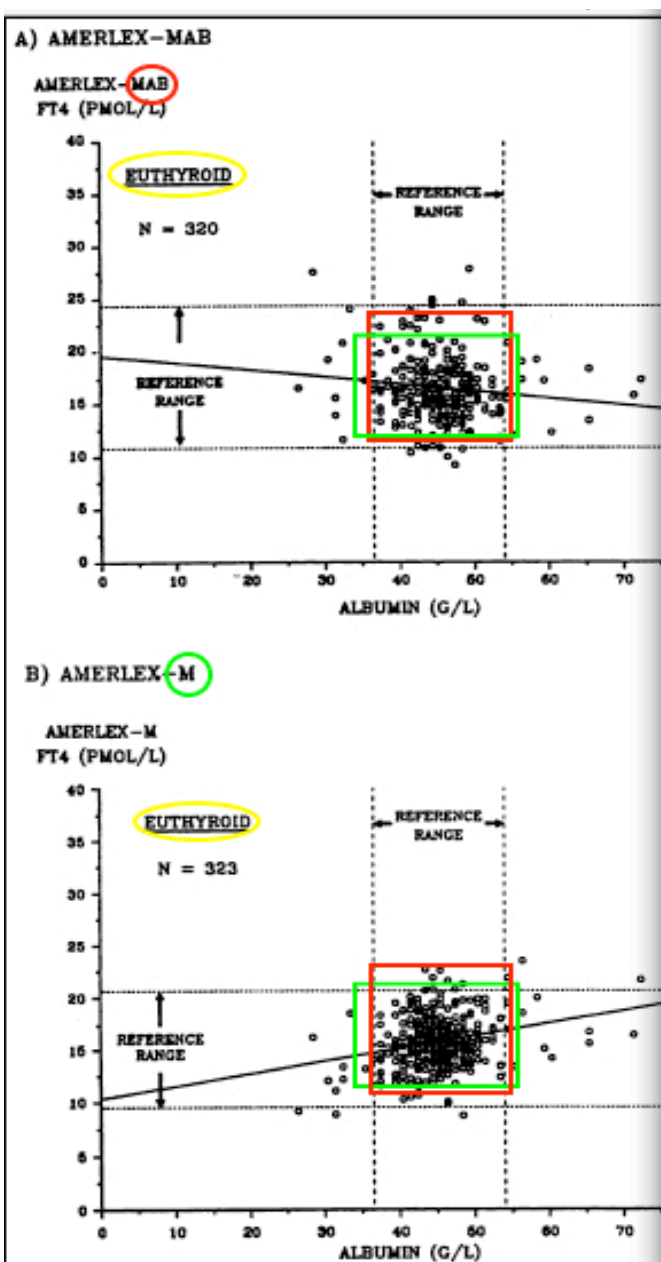 A) AMERLEX-MAB
AMERLEX-MAB
FT4 (PMOL/L)
40
35
30
25
20
15
10
5
0
EUTHYROID
N = 320
REFERENCE
RANGE
REFERENCE
RANGE
0 10 20 30 40 50 60 70
ALBUMIN (G/L)
B) AMERLEX-M
AMERLEX-M
FT4 (PMOL/L)
40
35
30
25
20
15
10
5
0
EUTHYROID
N = 323
REFERENCE
RANGE
REFERENCE
RANGE
0 10 20 30 40 50 60 70
ALBUMIN (G/L)